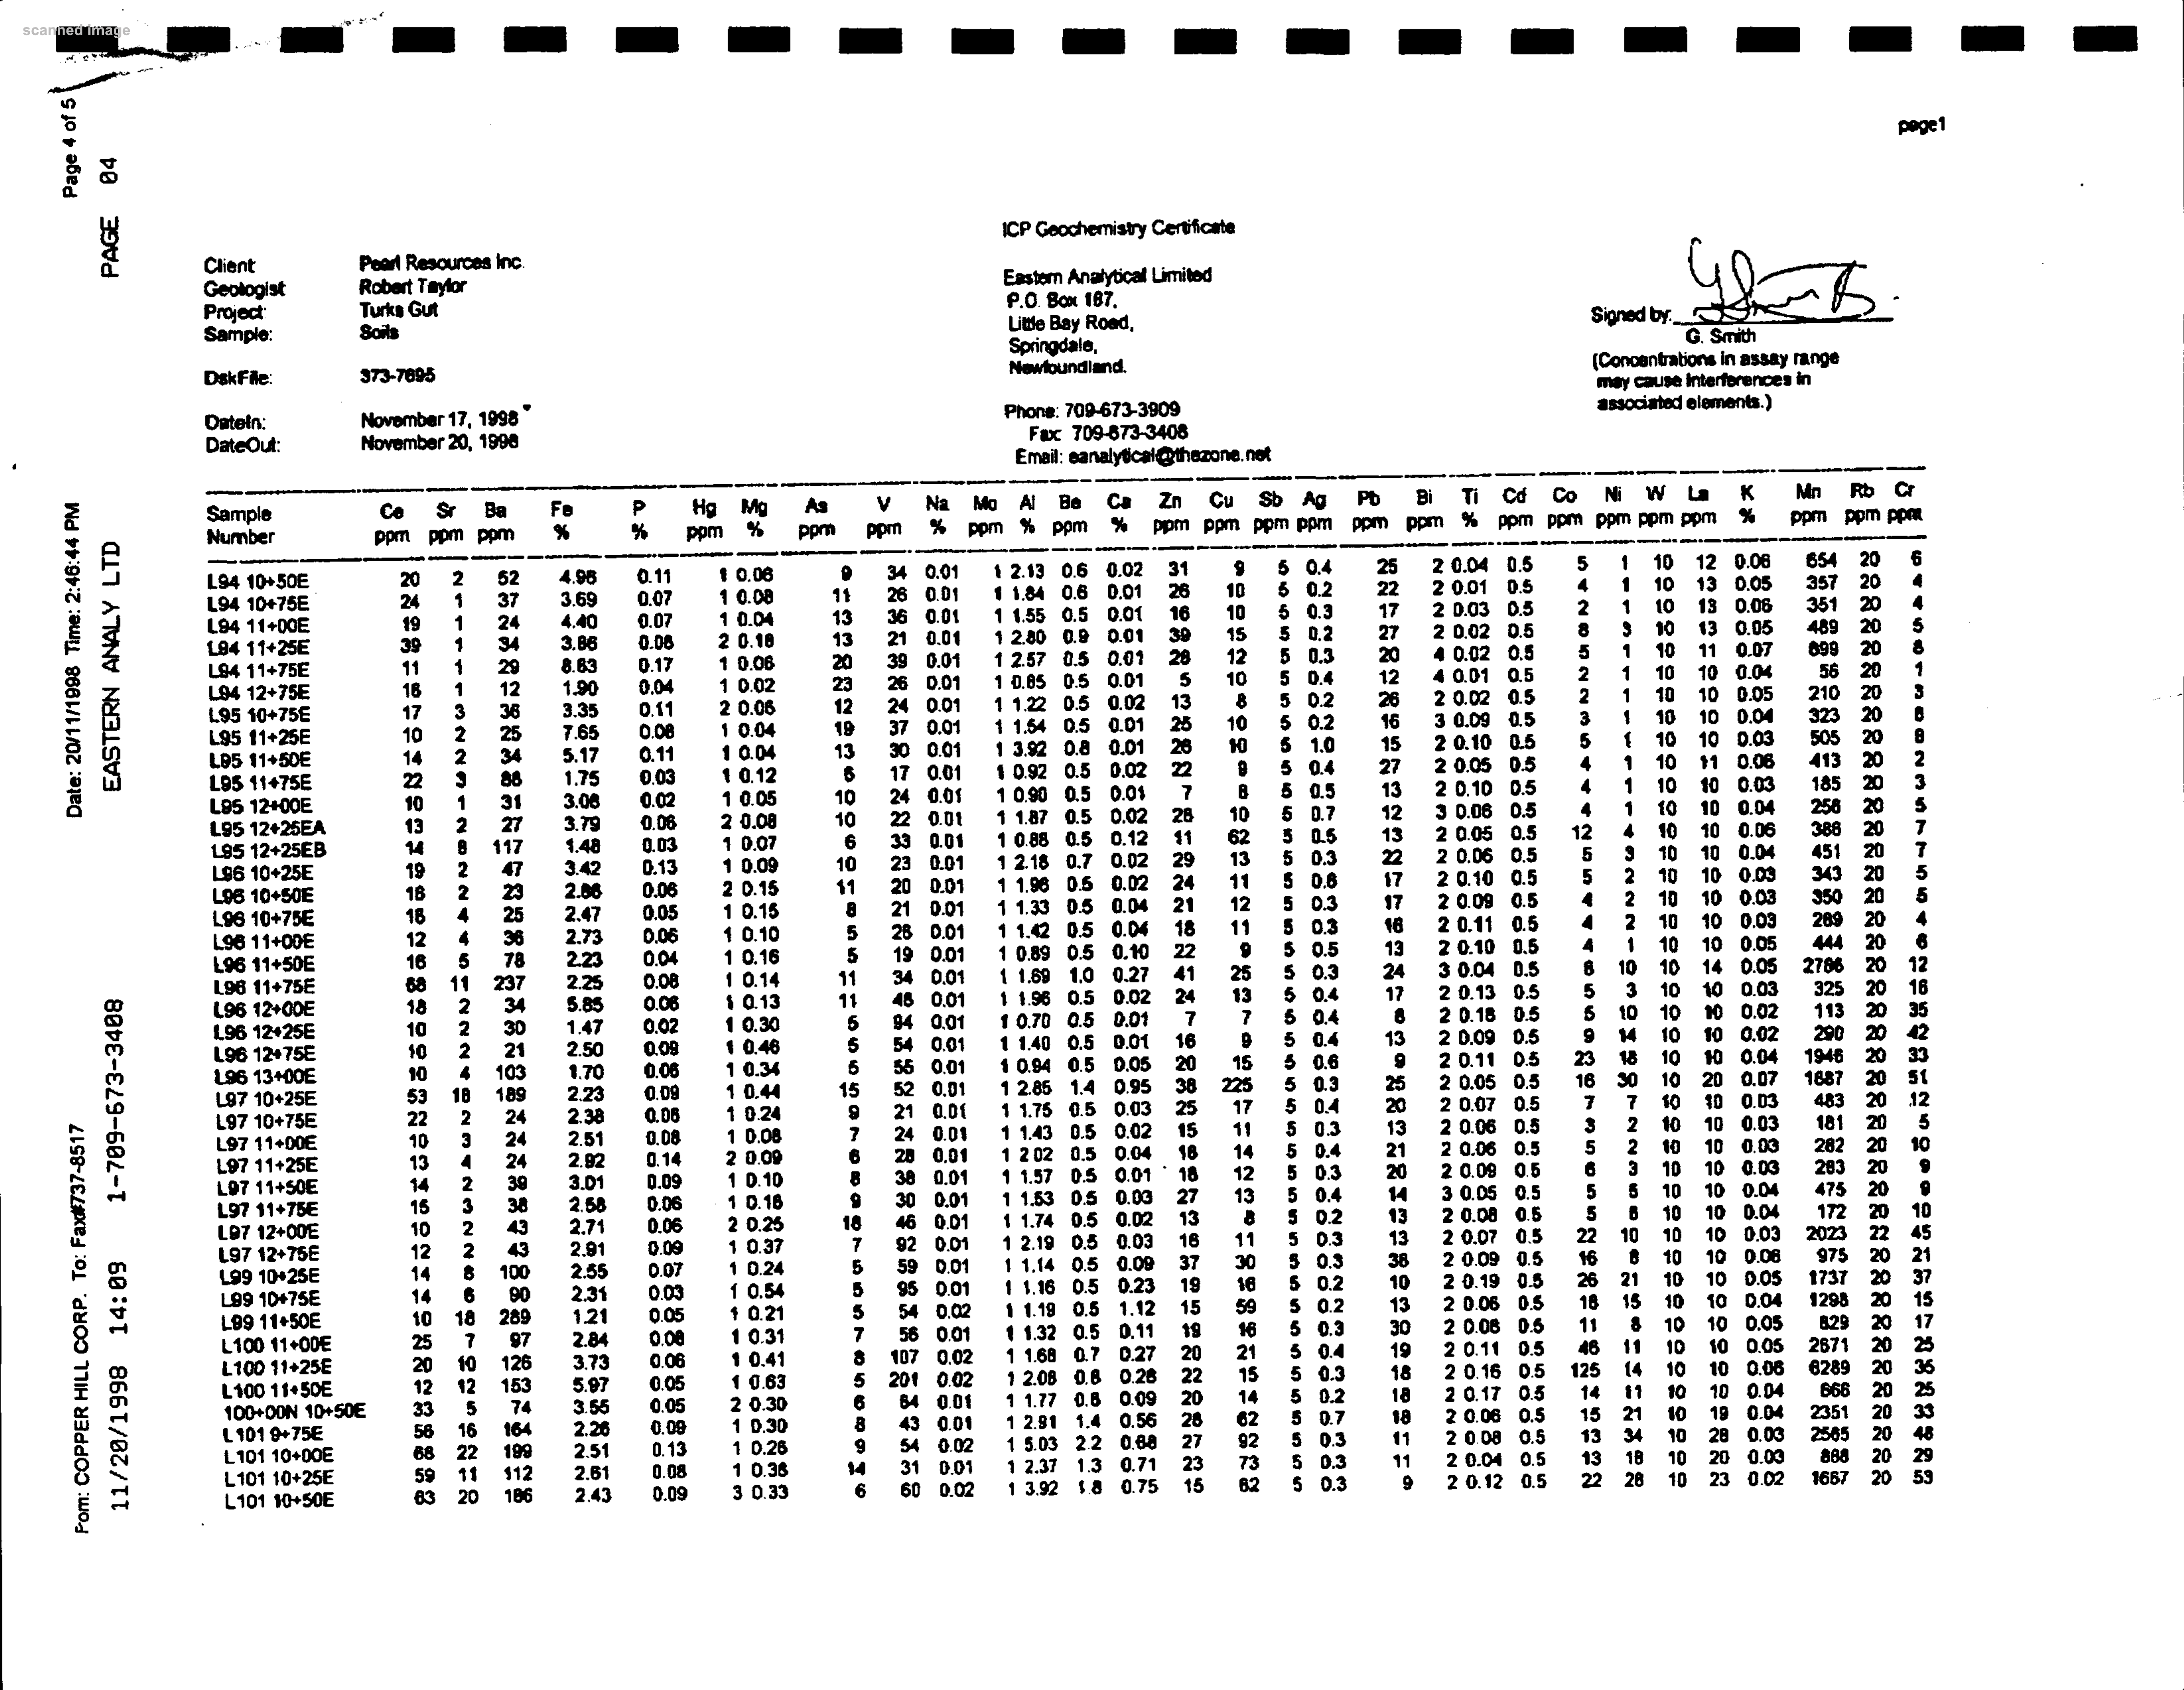 scanned image
page1
Page 4 of 5
PAGE 04
Date: 20/11/1998 Time: 2:46:44 PM
EASTERN ANALY LTD
1-709-673-3408
From: COPPER HILL CORP. To: Fax#737-8517
11/20/1998 14:09
ICP Geochemistry Certificate
Client Pearl Resources Inc.
Geologist Robert Taylor
Project: Turks Gut
Sample: Soils
DskFile: 373-7695
DateIn: November 17, 1998
DateOut: November 20, 1998
Eastern Analytical Limited
P.O. Box 187,
Little Bay Road,
Springdale,
Newfoundland.
Phone: 709-673-3909
Fax: 709-673-3408
Email: eanalytical@thezone.net
Signed by:
G. Smith
(Concentrations in assay range
may cause interferences in
associated elements.)
Sample Ce Sr Ba Fe P Hg Mg As V Na Mo Al Be Ca Zn Cu Sb Ag Pb Bi Ti Cd Co Ni W La K Mn Rb Cr
Number ppm ppm ppm % % ppm % ppm ppm % ppm % ppm % ppm ppm ppm ppm ppm ppm % ppm ppm ppm ppm ppm % ppm ppm ppm
L94 10+50E 20 2 52 4.98 0.11 1 0.06 9 34 0.01 1 2.13 0.6 0.02 31 9 5 0.4 25 2 0.04 0.5 5 1 10 12 0.06 654 20 6
L94 10+75E 24 1 37 3.69 0.07 1 0.08 11 26 0.01 1 1.84 0.6 0.01 26 10 5 0.2 22 2 0.01 0.5 4 1 10 13 0.05 357 20 4
L94 11+00E 19 1 24 4.40 0.07 1 0.04 13 36 0.01 1 1.55 0.5 0.01 16 10 5 0.3 17 2 0.03 0.5 2 1 10 13 0.06 351 20 4
L94 11+25E 39 1 34 3.86 0.08 2 0.18 13 21 0.01 1 2.80 0.9 0.01 39 15 5 0.2 27 2 0.02 0.5 8 3 10 13 0.05 489 20 5
L94 11+75E 11 1 29 8.63 0.17 1 0.06 20 39 0.01 1 2.57 0.5 0.01 28 12 5 0.3 20 4 0.02 0.5 5 1 10 11 0.07 899 20 8
L94 12+75E 16 1 12 1.90 0.04 1 0.02 23 26 0.01 1 0.85 0.5 0.01 5 10 5 0.4 12 4 0.01 0.5 2 1 10 10 0.04 56 20 1
L95 10+75E 17 3 36 3.35 0.11 2 0.06 12 24 0.01 1 1.22 0.5 0.02 13 8 5 0.2 26 2 0.02 0.5 2 1 10 10 0.05 210 20 3
L95 11+25E 10 2 25 7.65 0.08 1 0.04 19 37 0.01 1 1.54 0.5 0.01 25 10 5 0.2 16 3 0.09 0.5 3 1 10 10 0.04 323 20 8
L95 11+50E 14 2 34 5.17 0.11 1 0.04 13 30 0.01 1 3.92 0.8 0.01 26 10 5 1.0 15 2 0.10 0.5 5 1 10 10 0.03 505 20 8
L95 11+75E 22 3 88 1.75 0.03 1 0.12 6 17 0.01 1 0.92 0.5 0.02 22 9 5 0.4 27 2 0.05 0.5 4 1 10 11 0.06 413 20 2
L95 12+00E 10 1 31 3.06 0.02 1 0.05 10 24 0.01 1 0.90 0.5 0.01 7 8 5 0.5 13 2 0.10 0.5 4 1 10 10 0.03 185 20 3
L95 12+25EA 13 2 27 3.79 0.06 2 0.08 10 22 0.01 1 1.87 0.5 0.02 28 10 5 0.7 12 3 0.06 0.5 4 1 10 10 0.04 256 20 5
L95 12+25EB 14 8 117 1.48 0.03 1 0.07 6 33 0.01 1 0.88 0.5 0.12 11 62 5 0.5 13 2 0.05 0.5 12 4 10 10 0.06 386 20 7
L96 10+25E 19 2 47 3.42 0.13 1 0.09 10 23 0.01 1 2.18 0.7 0.02 29 13 5 0.3 22 2 0.06 0.5 5 3 10 10 0.04 451 20 7
L96 10+50E 16 2 23 2.86 0.06 2 0.15 11 20 0.01 1 1.96 0.5 0.02 24 11 5 0.6 17 2 0.10 0.5 5 2 10 10 0.03 343 20 5
L96 10+75E 18 4 25 2.47 0.05 1 0.15 8 21 0.01 1 1.33 0.5 0.04 21 12 5 0.3 17 2 0.09 0.5 4 2 10 10 0.03 350 20 5
L96 11+00E 12 4 36 2.73 0.06 1 0.10 5 28 0.01 1 1.42 0.5 0.04 18 11 5 0.3 16 2 0.11 0.5 4 2 10 10 0.03 289 20 4
L96 11+50E 16 5 78 2.23 0.04 1 0.16 5 19 0.01 1 0.89 0.5 0.10 22 9 5 0.5 13 2 0.10 0.5 4 1 10 10 0.05 444 20 6
L96 11+75E 68 11 237 2.25 0.08 1 0.14 11 34 0.01 1 1.69 1.0 0.27 41 25 5 0.3 24 3 0.04 0.5 8 10 10 14 0.05 2786 20 12
L96 12+00E 18 2 34 5.85 0.06 1 0.13 11 48 0.01 1 1.96 0.5 0.02 24 13 5 0.4 17 2 0.13 0.5 5 3 10 10 0.03 325 20 16
L96 12+25E 10 2 30 1.47 0.02 1 0.30 5 94 0.01 1 0.70 0.5 0.01 7 7 5 0.4 8 2 0.18 0.5 5 10 10 10 0.02 113 20 35
L96 12+75E 10 2 21 2.50 0.09 1 0.46 5 54 0.01 1 1.40 0.5 0.01 16 9 5 0.4 13 2 0.09 0.5 9 14 10 10 0.02 290 20 42
L96 13+00E 10 4 103 1.70 0.06 1 0.34 5 55 0.01 1 0.94 0.5 0.05 20 15 5 0.6 9 2 0.11 0.5 23 18 10 10 0.04 1946 20 33
L97 10+25E 53 18 189 2.23 0.09 1 0.44 15 52 0.01 1 2.85 1.4 0.95 38 225 5 0.3 25 2 0.05 0.5 16 30 10 20 0.07 1687 20 51
L97 10+75E 22 2 24 2.38 0.06 1 0.24 9 21 0.01 1 1.75 0.5 0.03 25 17 5 0.4 20 2 0.07 0.5 7 7 10 10 0.03 483 20 12
L97 11+00E 10 3 24 2.51 0.08 1 0.08 7 24 0.01 1 1.43 0.5 0.02 15 11 5 0.3 13 2 0.06 0.5 3 2 10 10 0.03 181 20 5
L97 11+25E 13 4 24 2.92 0.14 2 0.09 6 28 0.01 1 2.02 0.5 0.04 16 14 5 0.4 21 2 0.06 0.5 5 2 10 10 0.03 282 20 10
L97 11+50E 14 2 39 3.01 0.09 1 0.10 8 38 0.01 1 1.57 0.5 0.01 18 12 5 0.3 20 2 0.09 0.5 6 3 10 10 0.03 283 20 9
L97 11+75E 15 3 38 2.58 0.06 1 0.18 9 30 0.01 1 1.53 0.5 0.03 27 13 5 0.4 14 3 0.05 0.5 5 5 10 10 0.04 475 20 9
L97 12+00E 10 2 43 2.71 0.06 2 0.25 18 46 0.01 1 1.74 0.5 0.02 13 8 5 0.2 13 2 0.08 0.5 5 8 10 10 0.04 172 20 10
L97 12+75E 12 2 43 2.91 0.09 1 0.37 7 92 0.01 1 2.19 0.5 0.03 16 11 5 0.3 13 2 0.07 0.5 22 10 10 10 0.03 2023 22 45
L99 10+25E 14 8 100 2.55 0.07 1 0.24 5 59 0.01 1 1.14 0.5 0.09 37 30 5 0.3 38 2 0.09 0.5 16 8 10 10 0.06 975 20 21
L99 10+75E 14 6 90 2.31 0.03 1 0.54 5 95 0.01 1 1.16 0.5 0.23 19 16 5 0.2 10 2 0.19 0.5 26 21 10 10 0.05 1737 20 37
L99 11+50E 10 18 289 1.21 0.05 1 0.21 5 54 0.02 1 1.19 0.5 1.12 15 59 5 0.2 13 2 0.06 0.5 18 15 10 10 0.04 1298 20 15
L100 11+00E 25 7 97 2.84 0.08 1 0.31 7 56 0.01 1 1.32 0.5 0.11 19 16 5 0.3 30 2 0.08 0.5 11 8 10 10 0.05 829 20 17
L100 11+25E 20 10 126 3.73 0.06 1 0.41 8 107 0.02 1 1.68 0.7 0.27 20 21 5 0.4 19 2 0.11 0.5 46 11 10 10 0.05 2671 20 25
L100 11+50E 12 12 153 5.97 0.05 1 0.63 5 201 0.02 1 2.08 0.8 0.28 22 15 5 0.3 18 2 0.16 0.5 125 14 10 10 0.06 6289 20 35
100+00N 10+50E 33 5 74 3.55 0.05 2 0.30 6 84 0.01 1 1.77 0.8 0.09 20 14 5 0.2 18 2 0.17 0.5 14 11 10 10 0.04 866 20 25
L101 9+75E 56 16 164 2.26 0.09 1 0.30 8 43 0.01 1 2.91 1.4 0.56 28 62 5 0.7 18 2 0.06 0.5 15 21 10 19 0.04 2351 20 33
L101 10+00E 68 22 199 2.51 0.13 1 0.26 9 54 0.02 1 5.03 2.2 0.88 27 92 5 0.3 11 2 0.08 0.5 13 34 10 28 0.03 2565 20 48
L101 10+25E 59 11 112 2.61 0.08 1 0.36 14 31 0.01 1 2.37 1.3 0.71 23 73 5 0.3 11 2 0.04 0.5 13 18 10 20 0.03 888 20 29
L101 10+50E 63 20 186 2.43 0.09 3 0.33 6 60 0.02 1 3.92 1.8 0.75 15 62 5 0.3 9 2 0.12 0.5 22 28 10 23 0.02 1667 20 53